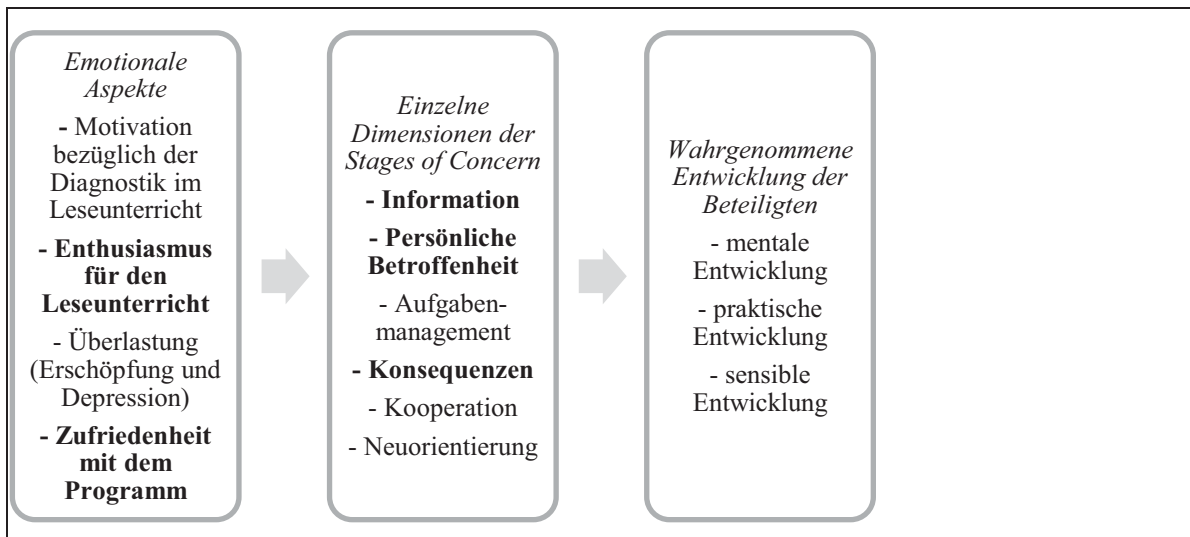 Emotionale
Aspekte
- Motivation
bezüglich der
Diagnostik im
Leseunterricht
- Enthusiasmus
für den
Leseunterricht
- Überlastung
(Erschöpfung und
Depression)
- Zufriedenheit
mit dem
Programm
Einzelne
Dimensionen der
Stages of Concern
- Information
- Persönliche
Betroffenheit
- Aufgaben-
management
- Konsequenzen
- Kooperation
- Neuorientierung
Wahrgenommene
Entwicklung der
Beteiligten
- mentale
Entwicklung
- praktische
Entwicklung
- sensible
Entwicklung